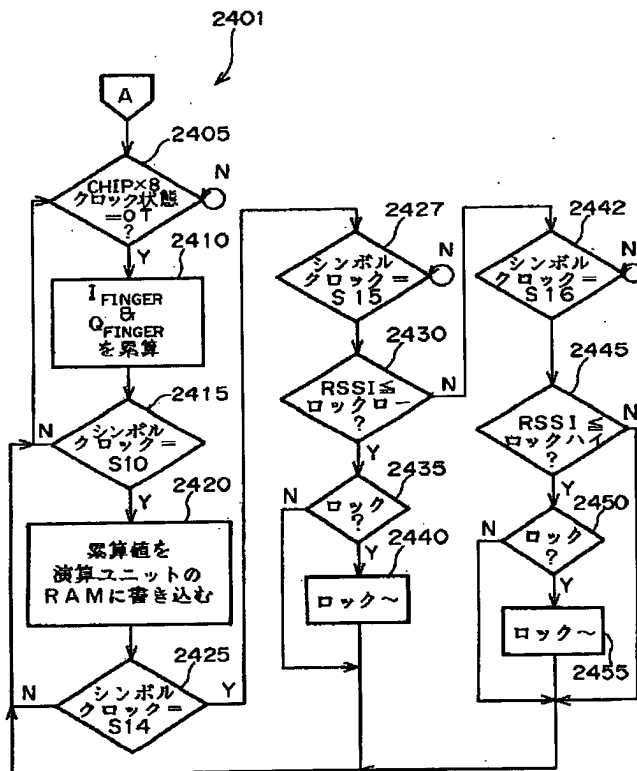 2401
A
2405
CHIP×8
クロック状態
=0T
?
N
Y
2410
I FINGER
&
Q FINGER
を累算
2415
シンボル
クロック=
S10
N
Y
2420
累算値を
演算ユニットの
RAMに書き込む
2425
シンボル
クロック=
S14
N
Y
2427
シンボル
クロック=
S15
N
2430
RSSI≦
ロックロー
?
N
Y
2435
ロック
?
N
Y
2440
ロック~
2442
シンボル
クロック=
S16
N
2445
RSSI≦
ロックハイ
?
N
Y
2450
ロック
?
N
Y
ロック~
2455